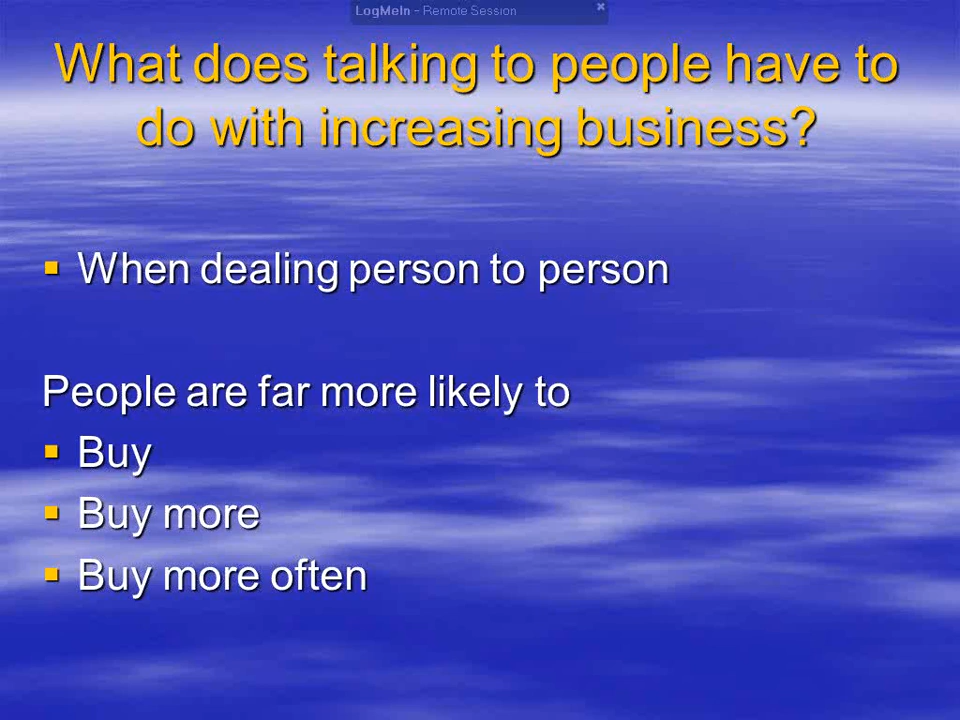 LogMeIn - Remote Session
What does talking to people have to
do with increasing business?
When dealing person to person
People are far more likely to
Buy
Buy more
Buy more often